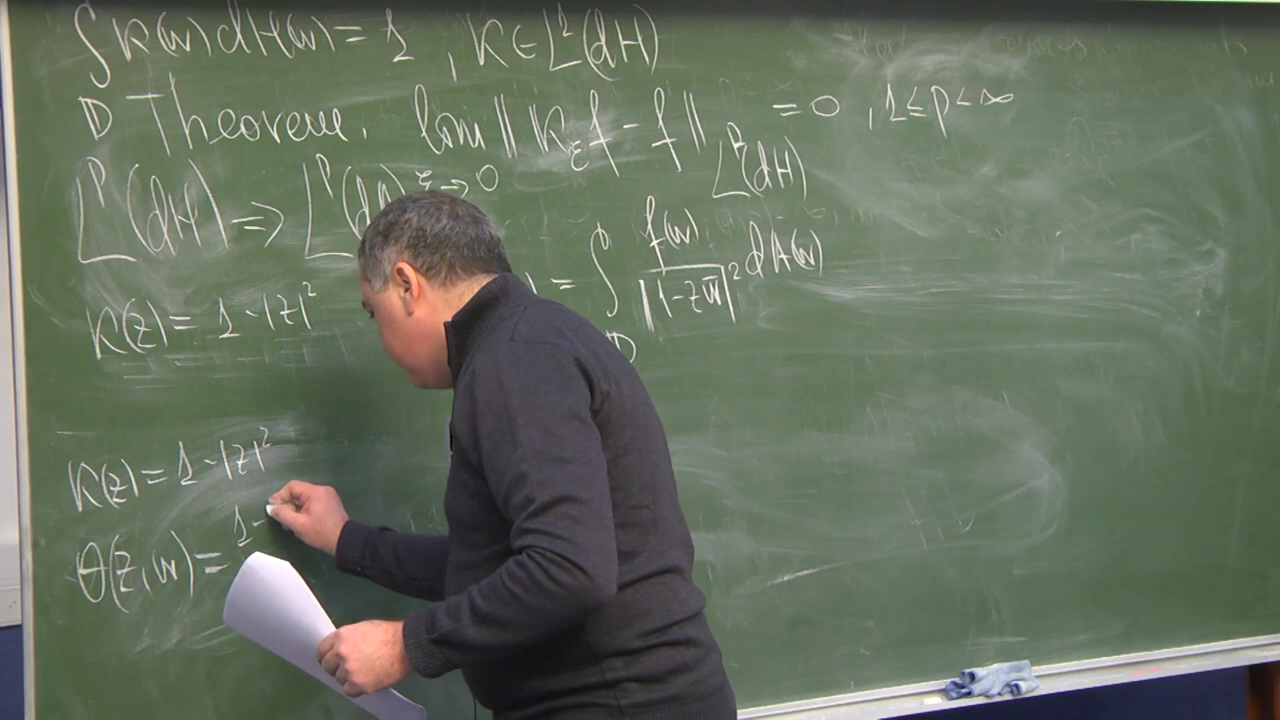 ∫K(w)dH(w) = 1 , K∈L²(dH)
D Theorem. lim ‖K_ε f - f‖ L^p(dH) = 0 , 1≤p<∞
ε→0
L^p(dH) => L^p(dA)
K(z) = 1-|z|²
) = ∫ f(w) / |1-zw̅|² dA(w)
D
K(z) = 1-|z|²
θ(z,w) = 1-